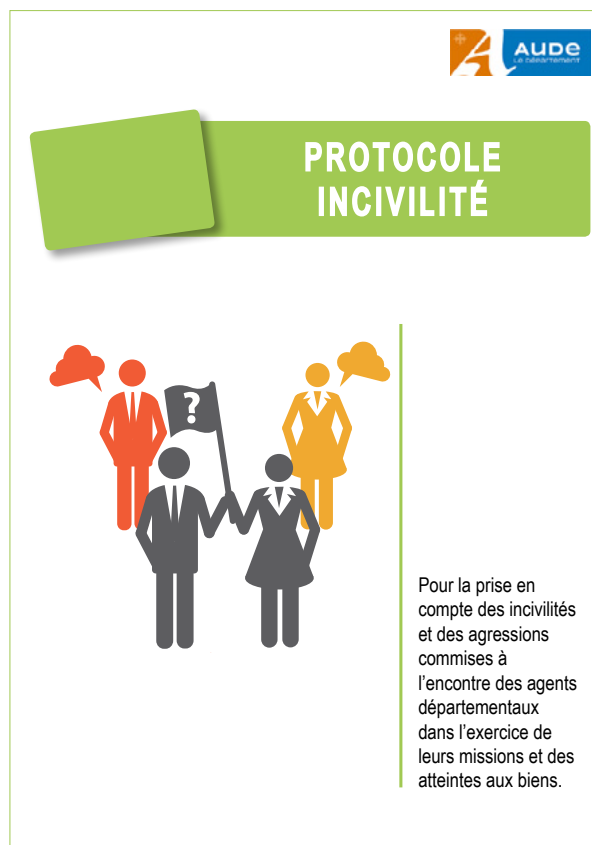 AUDE
LE DÉPARTEMENT
PROTOCOLE
INCIVILITÉ
?
Pour la prise en
compte des incivilités
et des agressions
commises à
l’encontre des agents
départementaux
dans l’exercice de
leurs missions et des
atteintes aux biens.